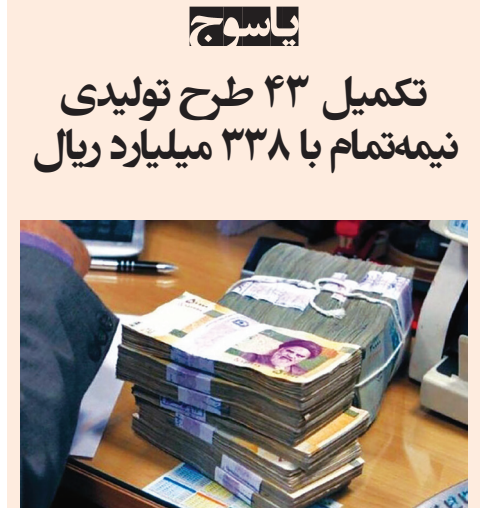 یاسوج
تکمیل ۴۳ طرح تولیدی
نیمه‌تمام با ۳۳۸ میلیارد ریال